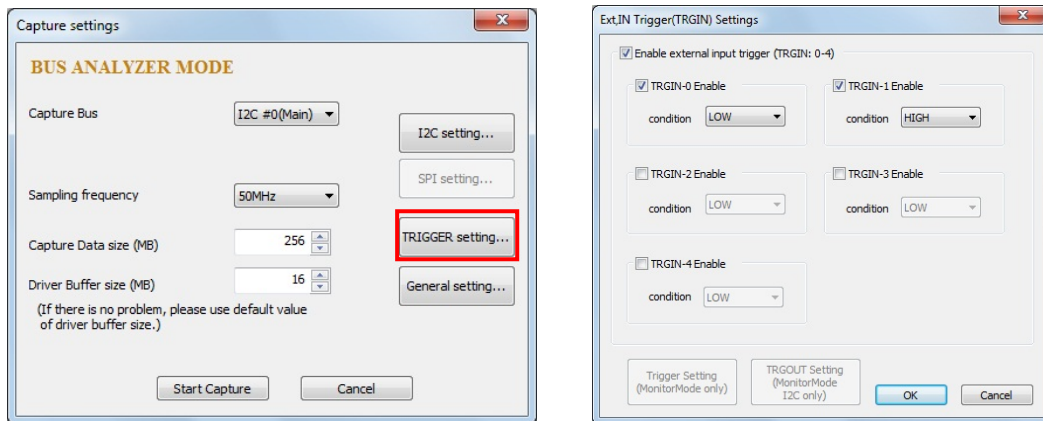 Capture settings
BUS ANALYZER MODE
Capture Bus
I2C #0(Main)
I2C setting...
SPI setting...
Sampling frequency
50MHz
TRIGGER setting...
Capture Data size (MB)
256
Driver Buffer size (MB)
16
General setting...
(If there is no problem, please use default value
of driver buffer size.)
Start Capture
Cancel
Ext,IN Trigger(TRGIN) Settings
Enable external input trigger (TRGIN: 0-4)
TRGIN-0 Enable
condition
LOW
TRGIN-1 Enable
condition
HIGH
TRGIN-2 Enable
condition
LOW
TRGIN-3 Enable
condition
LOW
TRGIN-4 Enable
condition
LOW
Trigger Setting
(MonitorMode only)
TRGOUT Setting
(MonitorMode
I2C only)
OK
Cancel